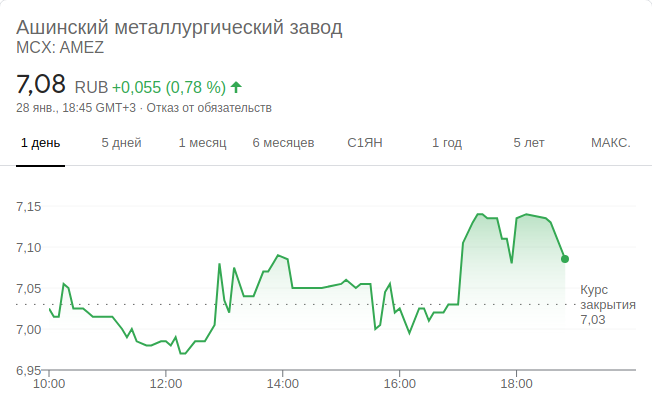 Ашинский металлургический завод
MCX: AMEZ
7,08 RUB +0,055 (0,78 %)
28 янв., 18:45 GMT+3 · Отказ от обязательств
1 день 5 дней 1 месяц 6 месяцев С1ЯН 1 год 5 лет МАКС.
7,15
7,10
7,05
7,00
6,95
Курс
закрытия
7,03
10:00 12:00 14:00 16:00 18:00